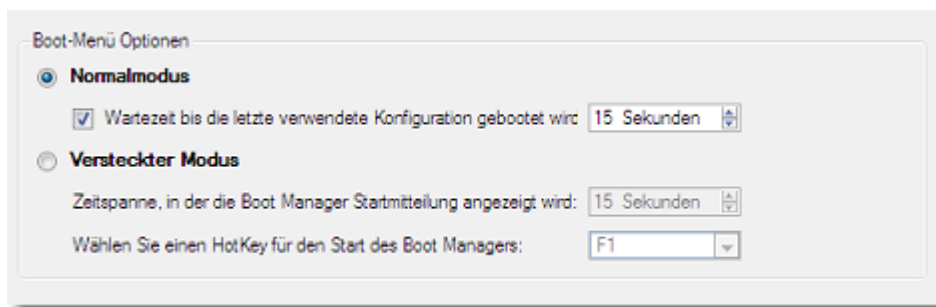 Boot-Menü Optionen
Normalmodus
Wartezeit bis die letzte verwendete Konfiguration gebootet wird 15 Sekunden
Versteckter Modus
Zeitspanne, in der die Boot Manager Startmitteilung angezeigt wird: 15 Sekunden
Wählen Sie einen HotKey für den Start des Boot Managers: F1